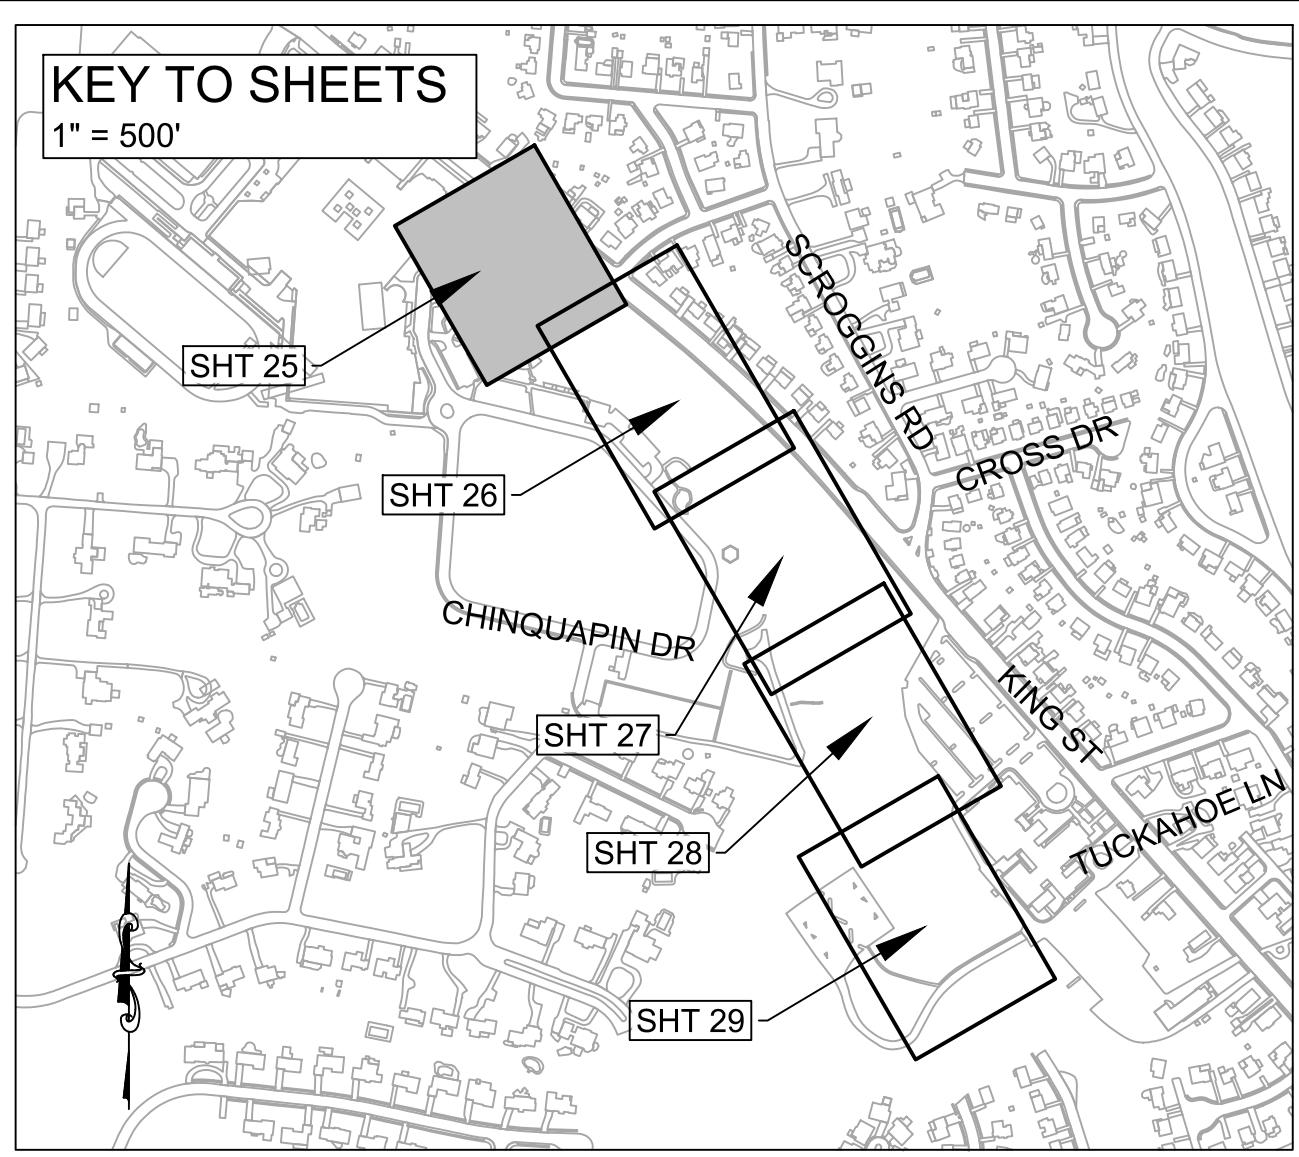 KEY TO SHEETS
1" = 500'
SCROGGINS RD
SHT 25
CROSS DR
SHT 26
CHINQUAPIN DR
KING ST
SHT 27
TUCKAHOE LN
SHT 28
SHT 29